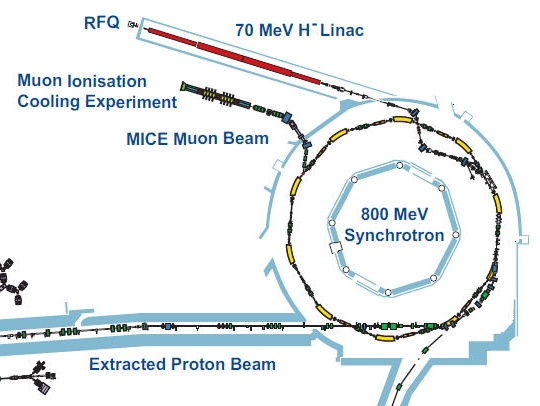 RFQ
70 MeV H⁻ Linac
Muon Ionisation
Cooling Experiment
MICE Muon Beam
800 MeV
Synchrotron
Extracted Proton Beam